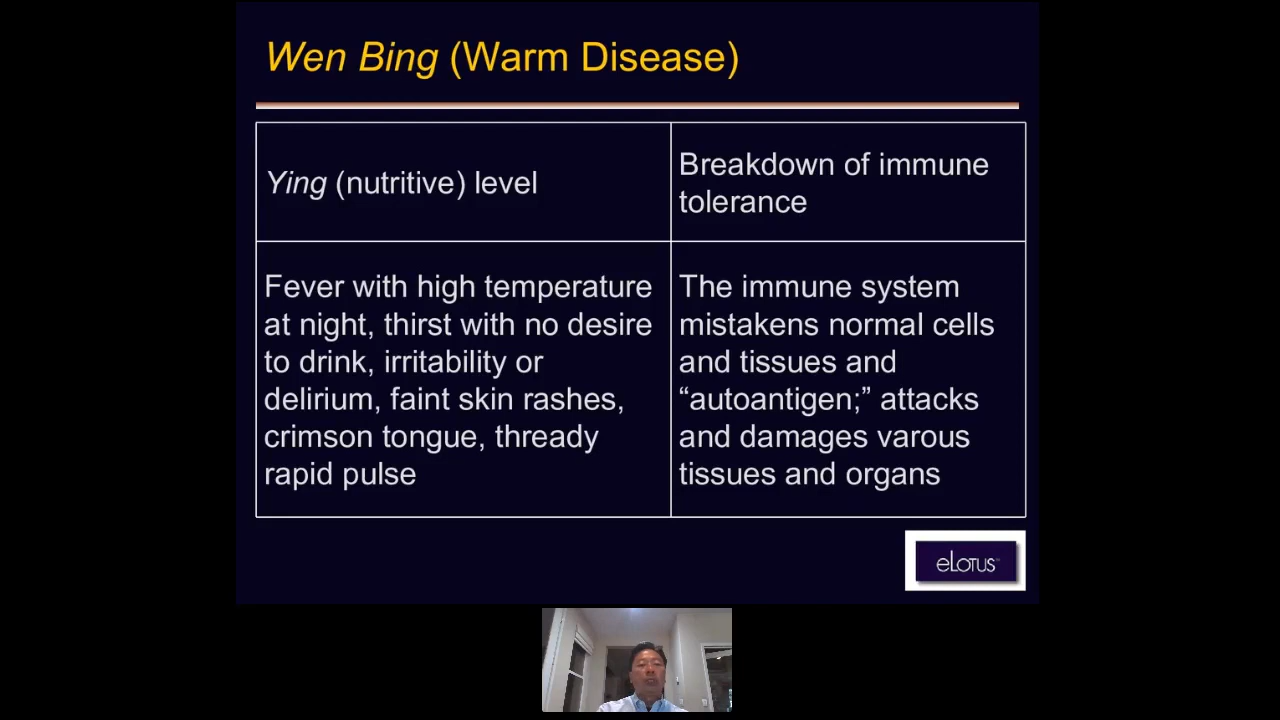 Wen Bing (Warm Disease)
Ying (nutritive) level
Breakdown of immune
tolerance
Fever with high temperature
at night, thirst with no desire
to drink, irritability or
delirium, faint skin rashes,
crimson tongue, thready
rapid pulse
The immune system
mistakens normal cells
and tissues and
“autoantigen;” attacks
and damages varous
tissues and organs
eLotus